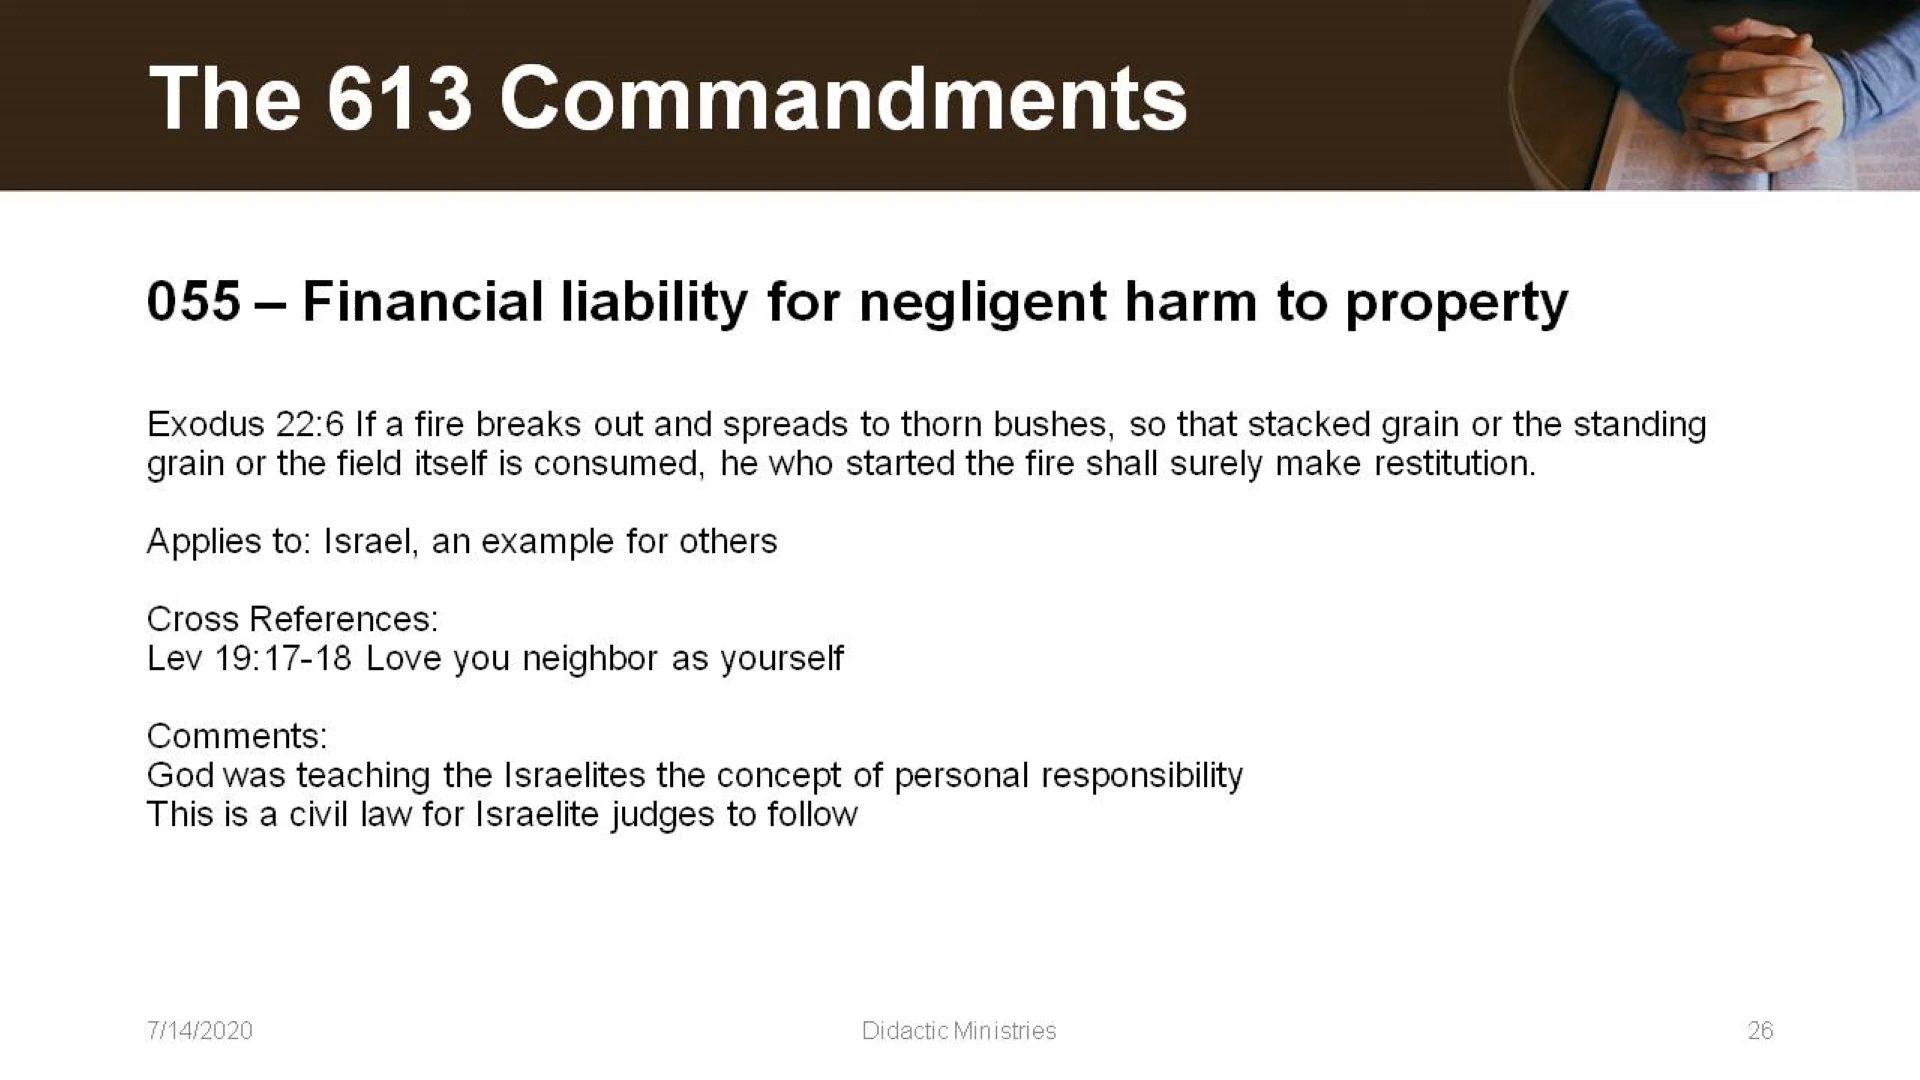 The 613 Commandments
055 – Financial liability for negligent harm to property
Exodus 22:6 If a fire breaks out and spreads to thorn bushes, so that stacked grain or the standing
grain or the field itself is consumed, he who started the fire shall surely make restitution.
Applies to: Israel, an example for others
Cross References:
Lev 19:17-18 Love you neighbor as yourself
Comments:
God was teaching the Israelites the concept of personal responsibility
This is a civil law for Israelite judges to follow
7/14/2020
Didactic Ministries
26